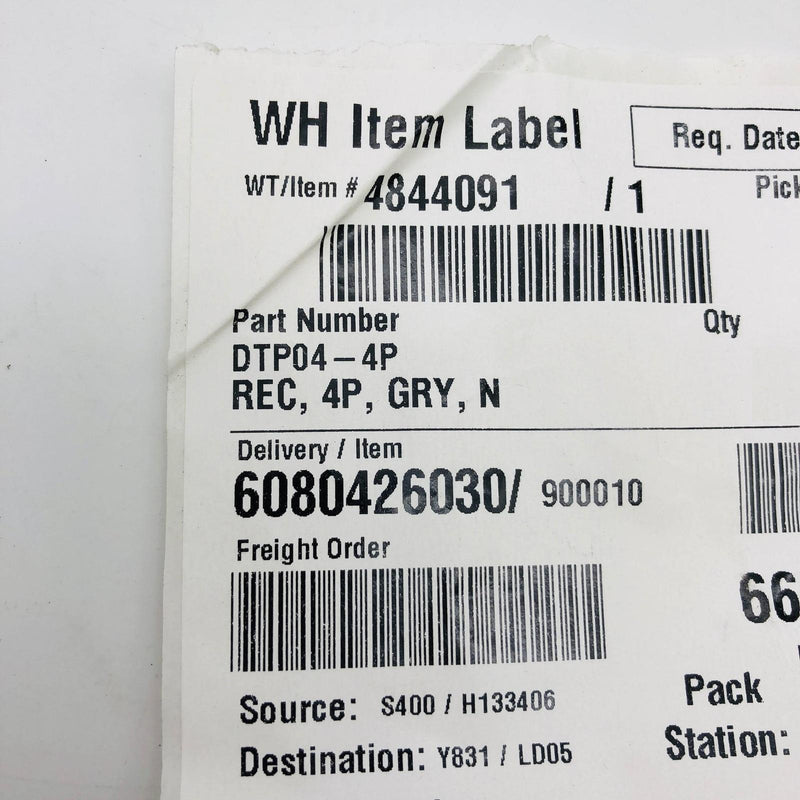 WH Item Label
Req. Date
WT/Item # 4844091 / 1
Part Number
Qty
DTP04-4P
REC, 4P, GRY, N
Delivery / Item
6080426030/ 900010
Freight Order
66
Source: S400 / H133406
Pack
Station:
Destination: Y831 / LD05